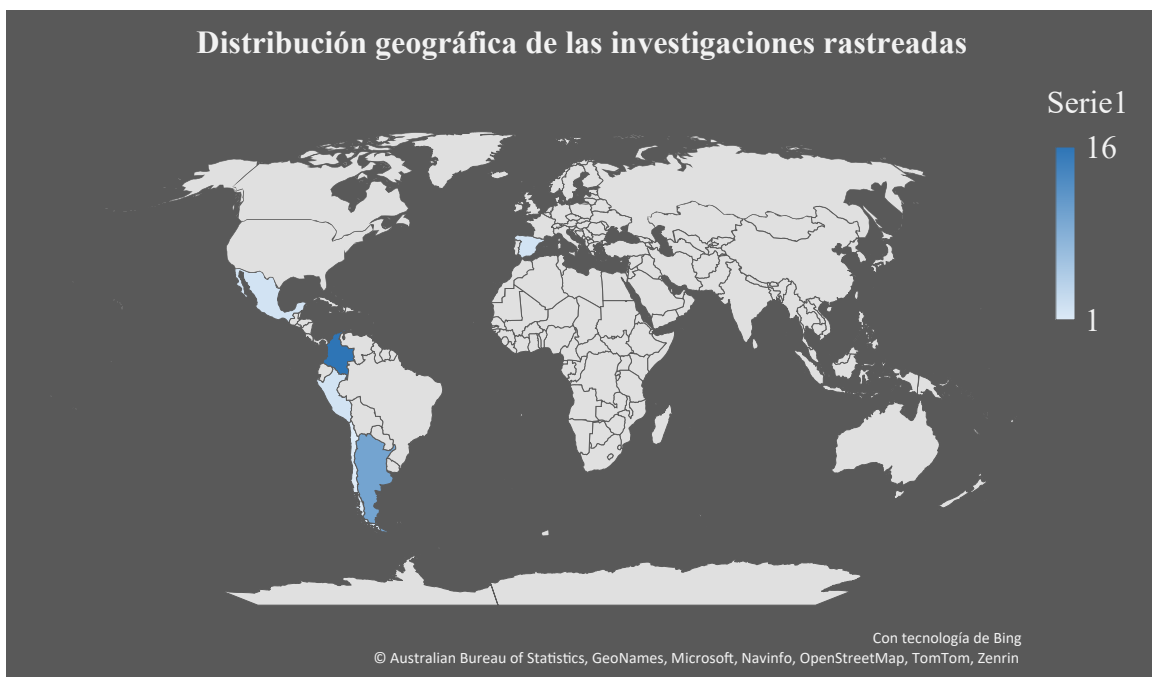 Distribución geográfica de las investigaciones rastreadas
Serie1
16
1
Con tecnología de Bing
© Australian Bureau of Statistics, GeoNames, Microsoft, Navinfo, OpenStreetMap, TomTom, Zenrin